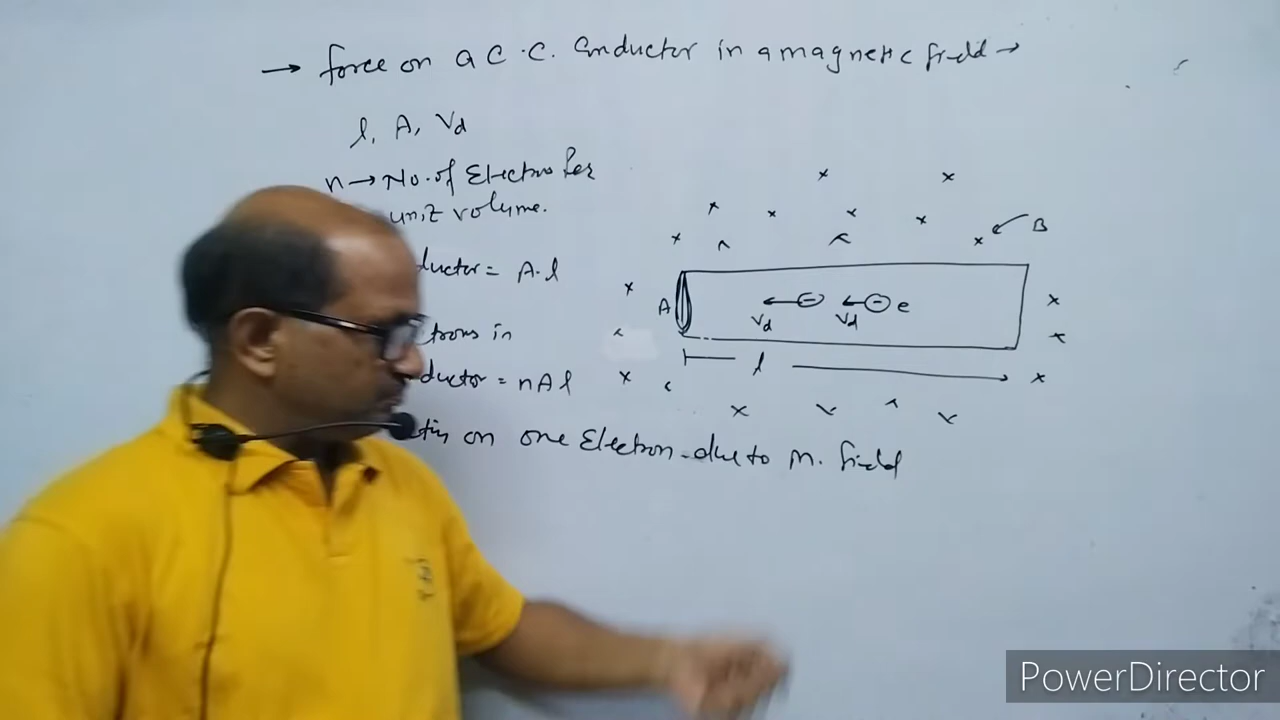 → Force on a C.C. Conductor in a magnetic field →
l, A, Vd
n → No. of Electrons per
unit volume.
ductor = A.l
trons in
ductor = nAl
on one Electron due to M. field
B
A
Vd
Vd
e
l
PowerDirector